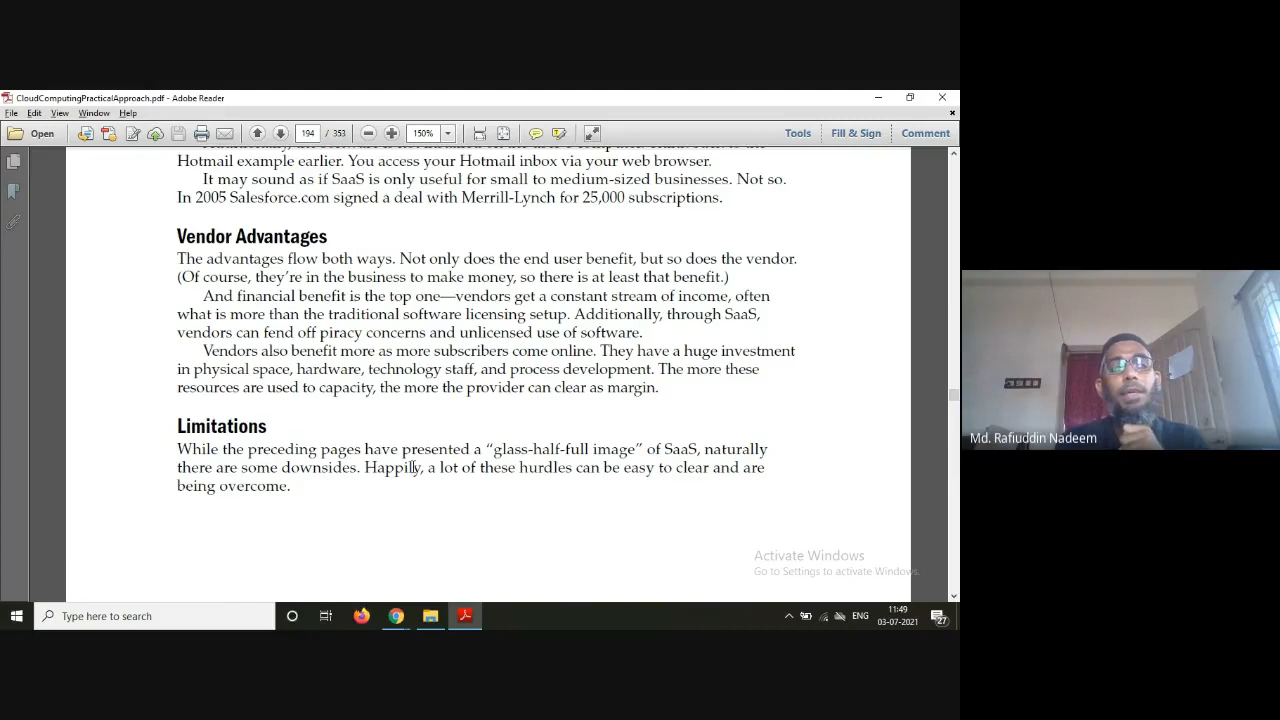 CloudComputingPracticalApproach.pdf - Adobe Reader
File Edit View Window Help
Open 194 / 353 150% Tools Fill & Sign Comment
Hotmail example earlier. You access your Hotmail inbox via your web browser.
It may sound as if SaaS is only useful for small to medium-sized businesses. Not so.
In 2005 Salesforce.com signed a deal with Merrill-Lynch for 25,000 subscriptions.
Vendor Advantages
The advantages flow both ways. Not only does the end user benefit, but so does the vendor.
(Of course, they're in the business to make money, so there is at least that benefit.)
And financial benefit is the top one—vendors get a constant stream of income, often
what is more than the traditional software licensing setup. Additionally, through SaaS,
vendors can fend off piracy concerns and unlicensed use of software.
Vendors also benefit more as more subscribers come online. They have a huge investment
in physical space, hardware, technology staff, and process development. The more these
resources are used to capacity, the more the provider can clear as margin.
Limitations
While the preceding pages have presented a "glass-half-full image" of SaaS, naturally
there are some downsides. Happily, a lot of these hurdles can be easy to clear and are
being overcome.
Md. Rafiuddin Nadeem
Activate Windows
Go to Settings to activate Windows.
Type here to search
ENG
11:49
03-07-2021
27